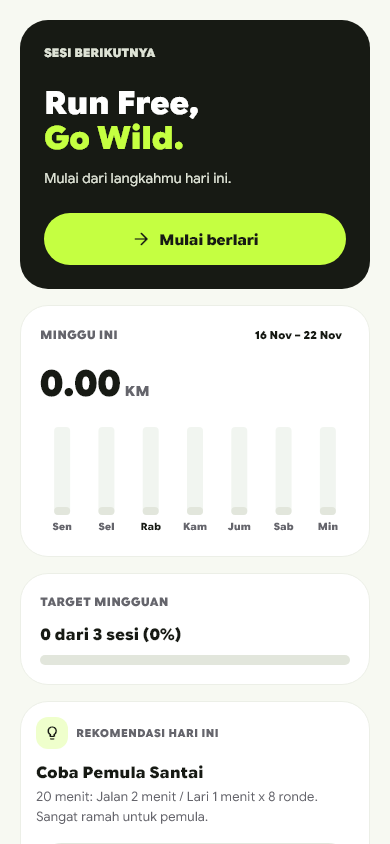 SESI BERIKUTNYA
Run Free,
Go Wild.
Mulai dari langkahmu hari ini.
Mulai berlari
MINGGU INI
16 Nov – 22 Nov
0.00 KM
Sen Sel Rab Kam Jum Sab Min
TARGET MINGGUAN
0 dari 3 sesi (0%)
REKOMENDASI HARI INI
Coba Pemula Santai
20 menit: Jalan 2 menit / Lari 1 menit x 8 ronde.
Sangat ramah untuk pemula.